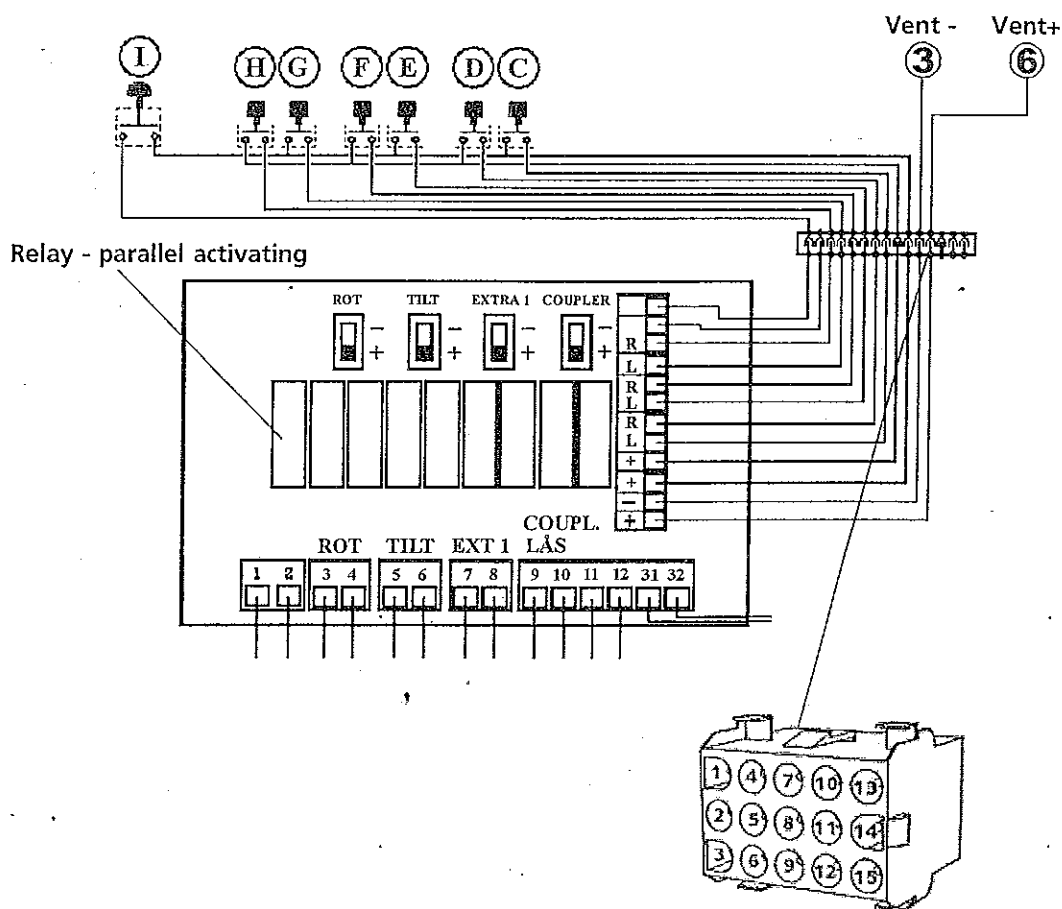 Vent - Vent+
3 6
I H G F E D C
Relay - parallel activating
ROT TILT EXTRA 1 COUPLER
- - - -
+ + + +
R
L
R
L
R
L
+
+
-
+
COUPL.
ROT TILT EXT 1 LÅS
1 2 3 4 5 6 7 8 9 10 11 12 31 32
1 4 7 10 13
2 5 8 11 14
3 6 9 12 15